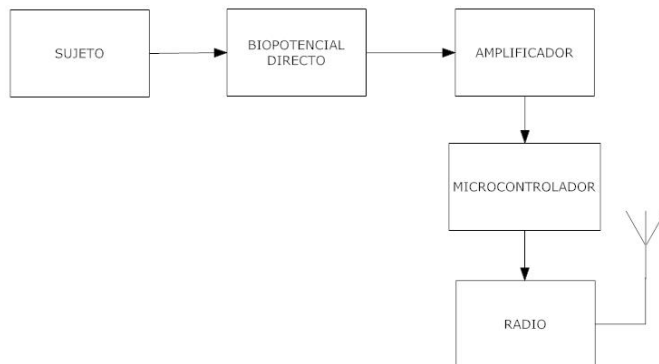 SUJETO
BIOPOTENCIAL
DIRECTO
AMPLIFICADOR
MICROCONTROLADOR
RADIO